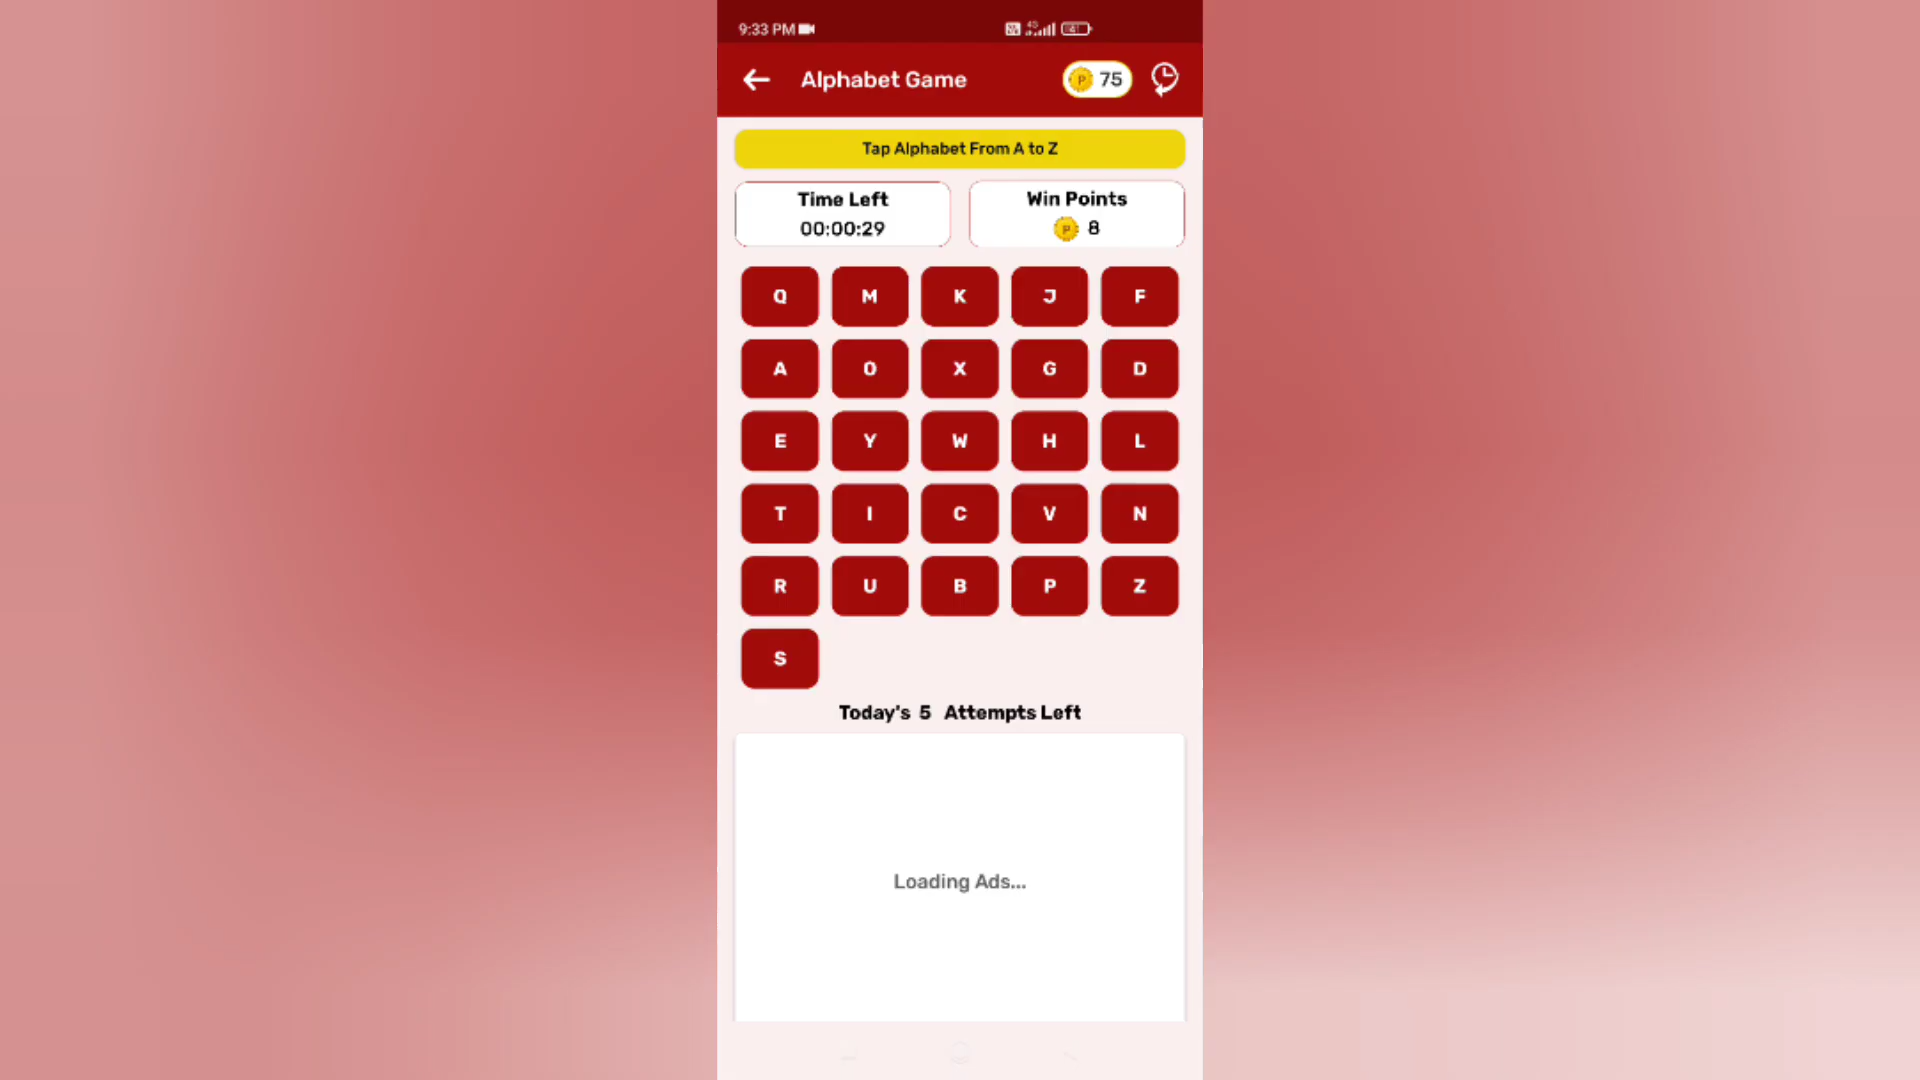 9:33 PM
4G
Alphabet Game
75
Tap Alphabet From A to Z
Time Left
00:00:29
Win Points
P 8
Q M K J F
A O X G D
E Y W H L
T I C V N
R U B P Z
S
Today's 5 Attempts Left
Loading Ads...